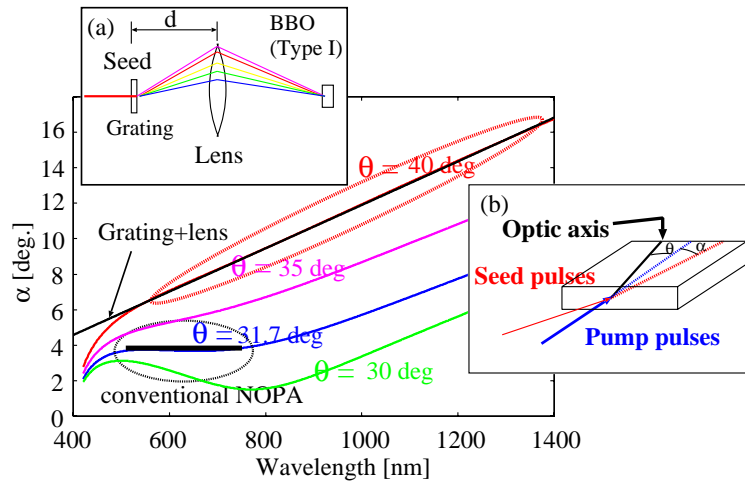 (a)
d
BBO
(Type I)
Seed
Grating
Lens
16
14
12
10
8
6
4
2
0
α [deg.]
θ = 40 deg
Grating+lens
θ = 35 deg
θ = 31.7 deg
θ = 30 deg
conventional NOPA
400
600
800
1000
1200
1400
Wavelength [nm]
(b)
Optic axis
θ
α
Seed pulses
Pump pulses